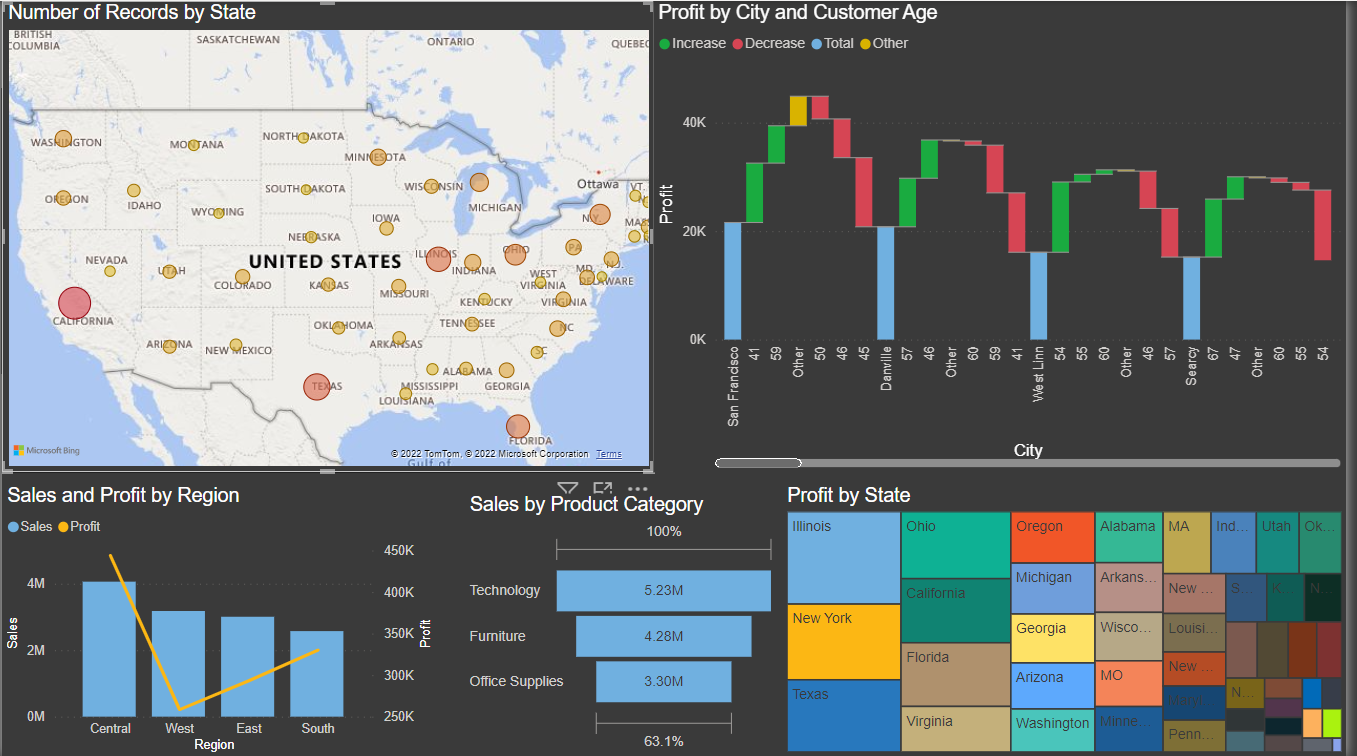 Number of Records by State
BRITISH
COLUMBIA
SASKATCHEWAN
ONTARIO
QUEBEC
WASHINGTON
MONTANA
NORTH DAKOTA
MINNESOTA
OREGON
IDAHO
SOUTH DAKOTA
WISCONSIN
Ottawa
VT.
WYOMING
MICHIGAN
N.Y.
MASS
IOWA
NEBRASKA
NEVADA
UTAH
UNITED STATES
ILLINOIS
OHIO
PA
INDIANA
MD.
N.J.
COLORADO
KANSAS
MISSOURI
WEST
VIRGINIA
DELAWARE
CALIFORNIA
KENTUCKY
VIRGINIA
OKLAHOMA
TENNESSEE
NC
ARIZONA
NEW MEXICO
ARKANSAS
SC
ALABAMA
TEXAS
MISSISSIPPI
GEORGIA
LOUISIANA
FLORIDA
Microsoft Bing
© 2022 TomTom, © 2022 Microsoft Corporation Terms
Gulf of
Profit by City and Customer Age
Increase Decrease Total Other
Profit
40K
20K
0K
San Francisco
41
59
Other
50
46
45
Danville
57
46
Other
60
59
41
West Linn
54
55
60
Other
46
57
Searcy
67
47
Other
60
55
54
City
Sales and Profit by Region
Sales Profit
Sales
4M
2M
0M
450K
400K
350K
300K
250K
Profit
Central West East South
Region
Sales by Product Category
100%
Technology 5.23M
Furniture 4.28M
Office Supplies 3.30M
63.1%
Profit by State
Illinois
New York
Texas
Ohio
California
Florida
Virginia
Oregon
Michigan
Georgia
Arizona
Washington
Alabama
Arkans...
Wisco...
MO
Minne...
MA
Ind...
Utah
Ok...
New ...
S...
K...
N...
Louisi...
New ...
Penn...
N...